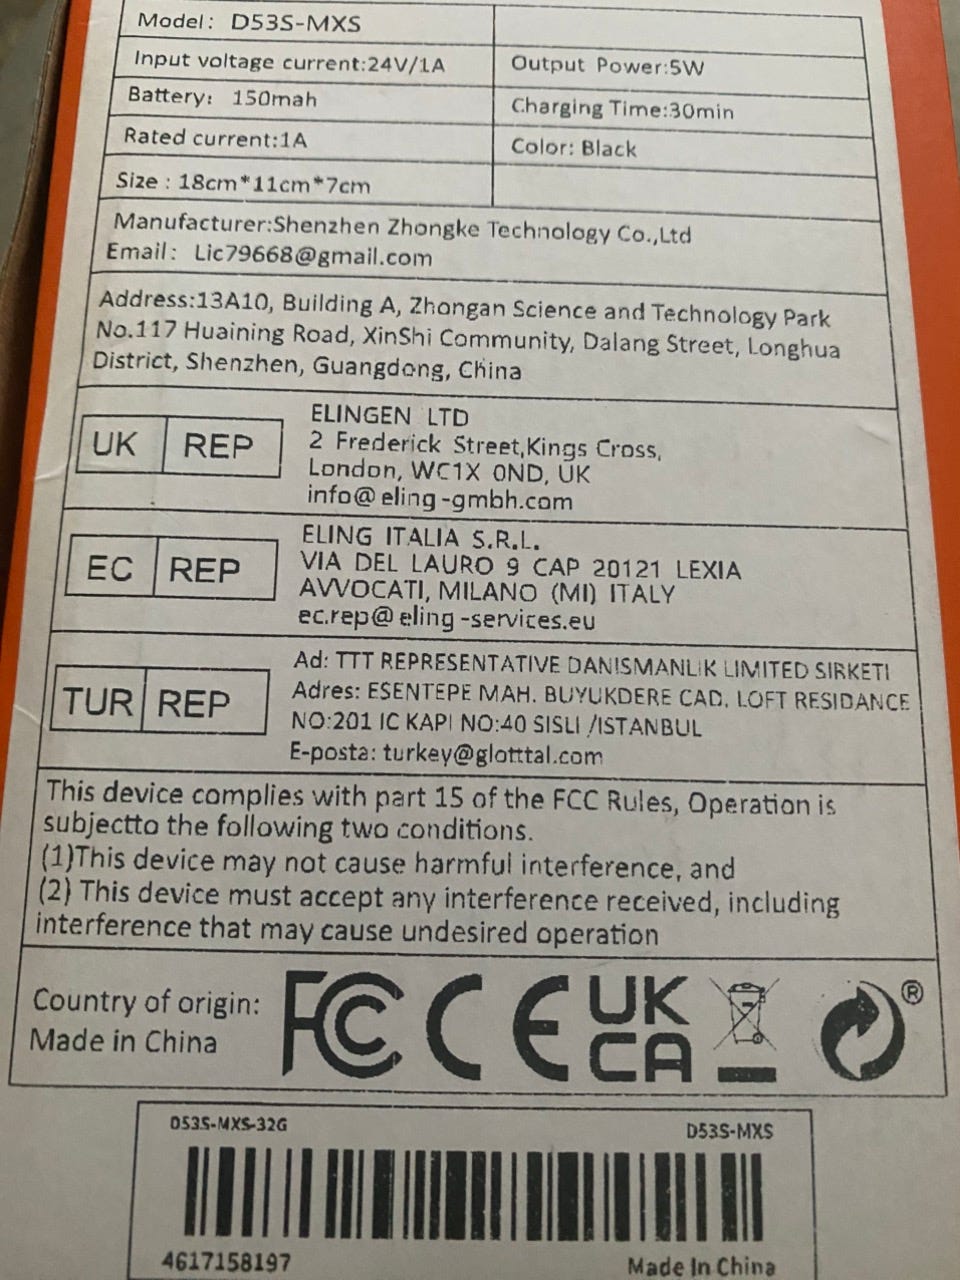 Model: D53S-MXS
Input voltage current:24V/1A
Output Power:5W
Battery: 150mah
Charging Time:30min
Rated current:1A
Color: Black
Size : 18cm*11cm*7cm
Manufacturer:Shenzhen Zhongke Technology Co.,Ltd
Email: Lic79668@gmail.com
Address:13A10, Building A, Zhongan Science and Technology Park
No.117 Huaining Road, XinShi Community, Dalang Street, Longhua
District, Shenzhen, Guangdong, China
UK REP
ELINGEN LTD
2 Frederick Street,Kings Cross,
London, WC1X 0ND, UK
info@ eling -gmbh.com
EC REP
ELING ITALIA S.R.L.
VIA DEL LAURO 9 CAP 20121 LEXIA
AVVOCATI, MILANO (MI) ITALY
ec.rep@ eling -services.eu
TUR REP
Ad: TTT REPRESENTATIVE DANISMANLIK LIMITED SIRKETI
Adres: ESENTEPE MAH. BUYUKDERE CAD. LOFT RESIDANCE
NO:201 IC KAPI NO:40 SISLI /ISTANBUL
E-posta: turkey@glotttal.com
This device complies with part 15 of the FCC Rules, Operation is
subjectto the following two conditions.
(1)This device may not cause harmful interference, and
(2) This device must accept any interference received, including
interference that may cause undesired operation
Country of origin:
Made in China
FC CE UK
CA
®
D53S-MXS-32G
D53S-MXS
4617158197
Made In China